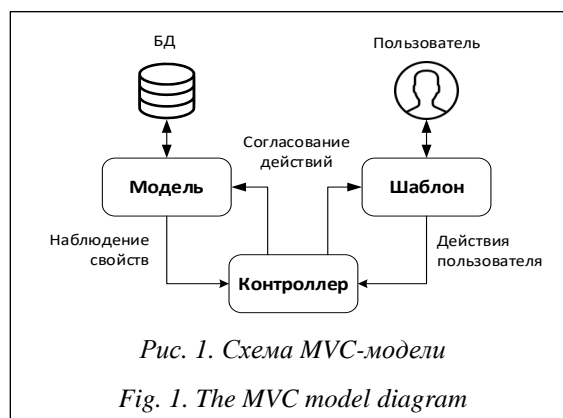 БД
Пользователь
Согласование
действий
Модель
Шаблон
Наблюдение
свойств
Действия
пользователя
Контроллер
Рис. 1. Схема MVC-модели
Fig. 1. The MVC model diagram